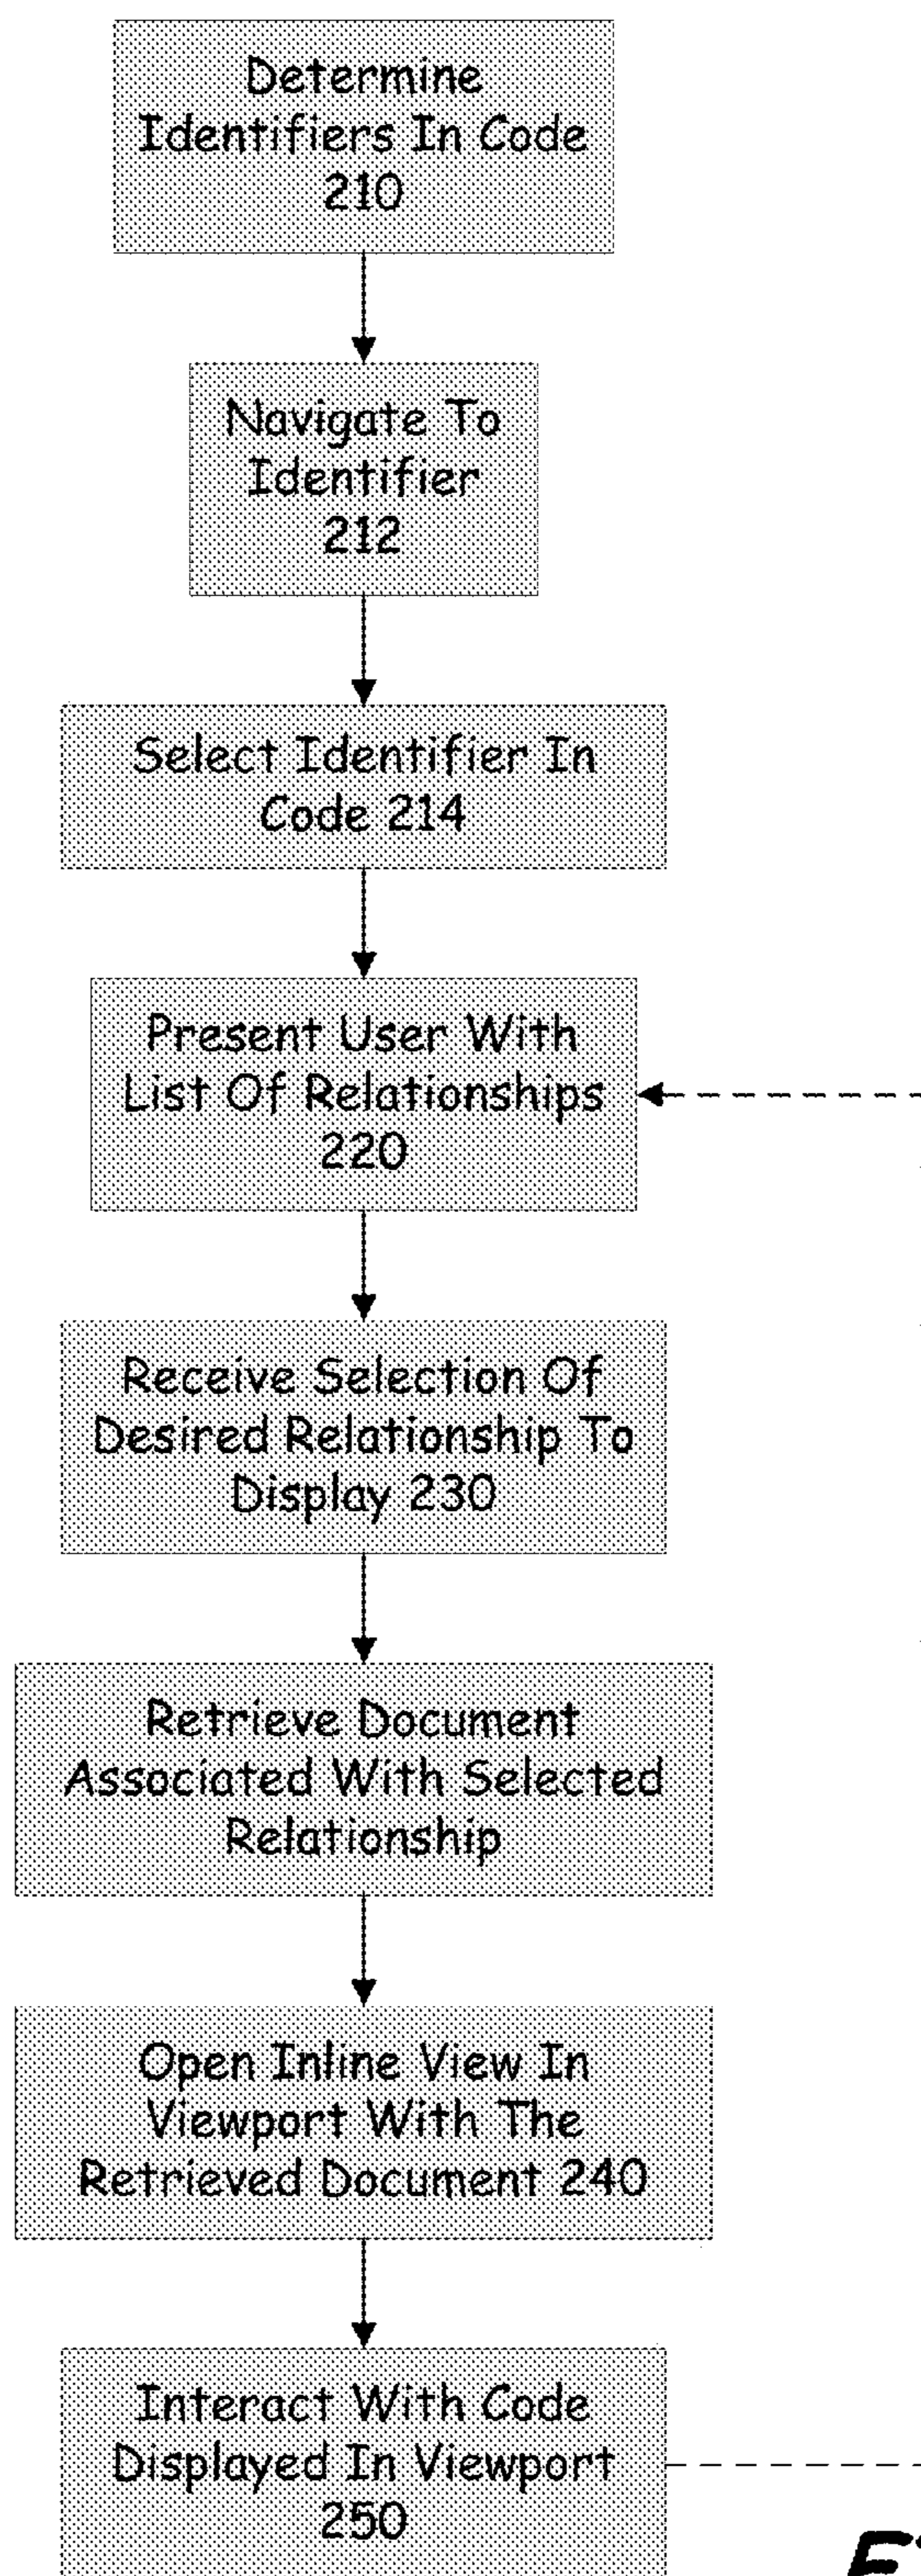 Determine
Identifiers In Code
210
Navigate To
Identifier
212
Select Identifier In
Code 214
Present User With
List Of Relationships
220
Receive Selection Of
Desired Relationship To
Display 230
Retrieve Document
Associated With Selected
Relationship
Open Inline View In
Viewport With The
Retrieved Document 240
Interact With Code
Displayed In Viewport
250